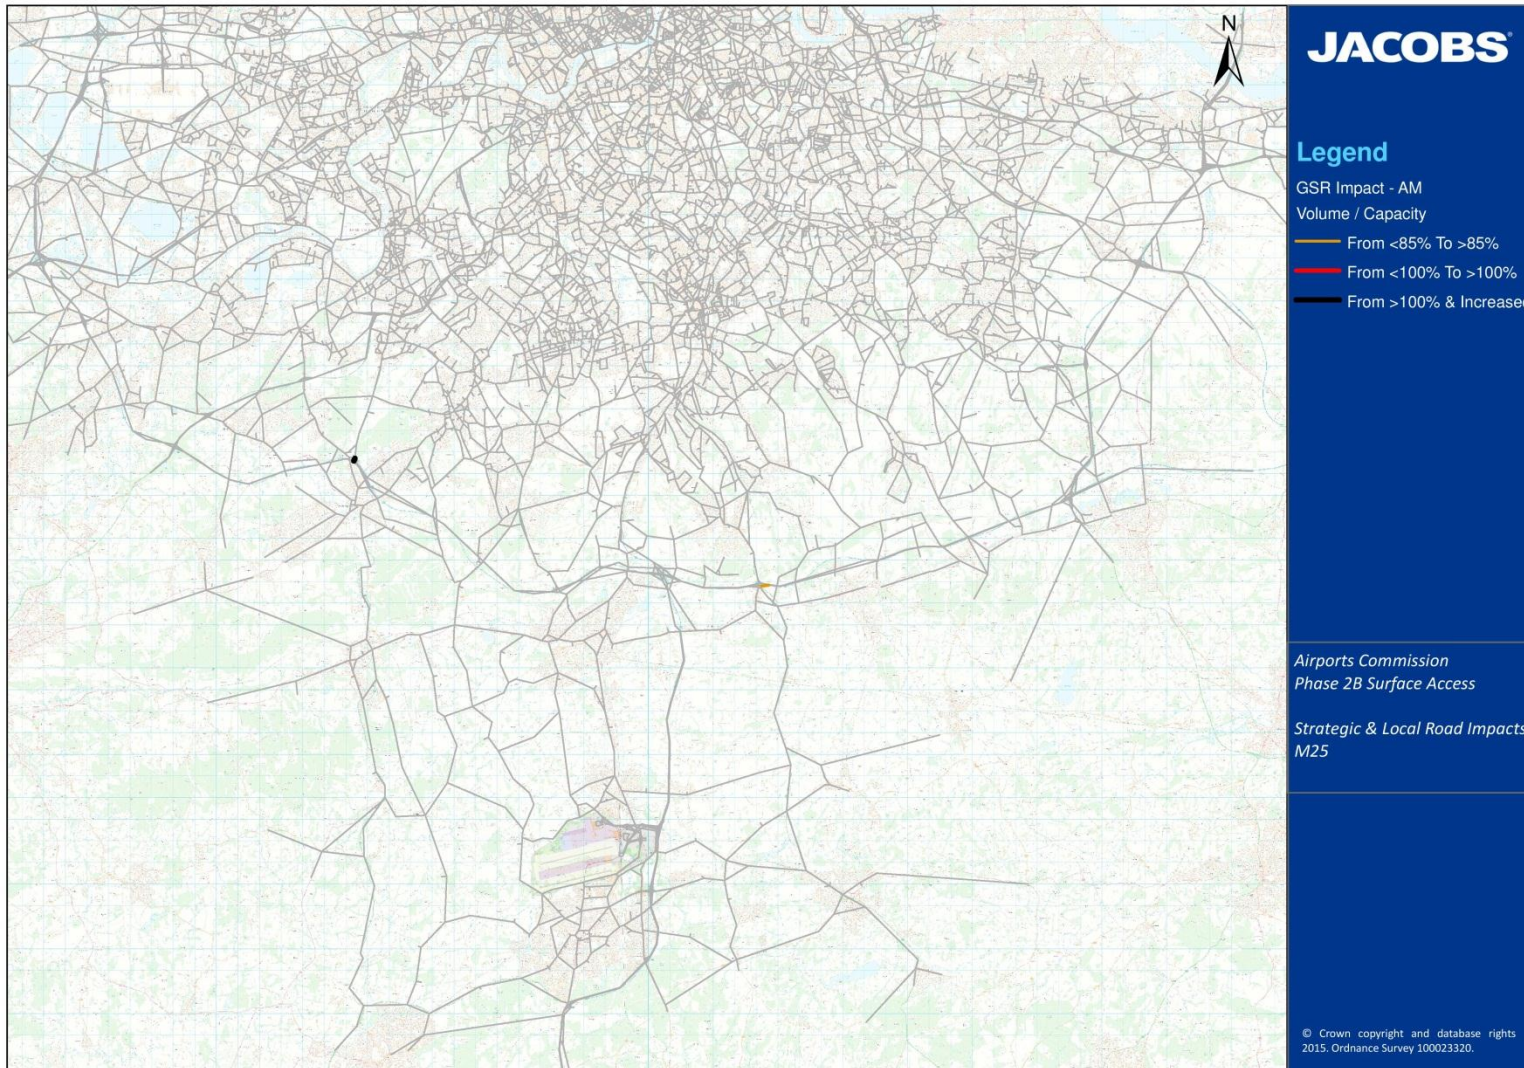 N
JACOBS®
Legend
GSR Impact - AM
Volume / Capacity
From <85% To >85%
From <100% To >100%
From >100% & Increased
Airports Commission
Phase 2B Surface Access
Strategic & Local Road Impacts
M25
© Crown copyright and database rights
2015. Ordnance Survey 100023320.